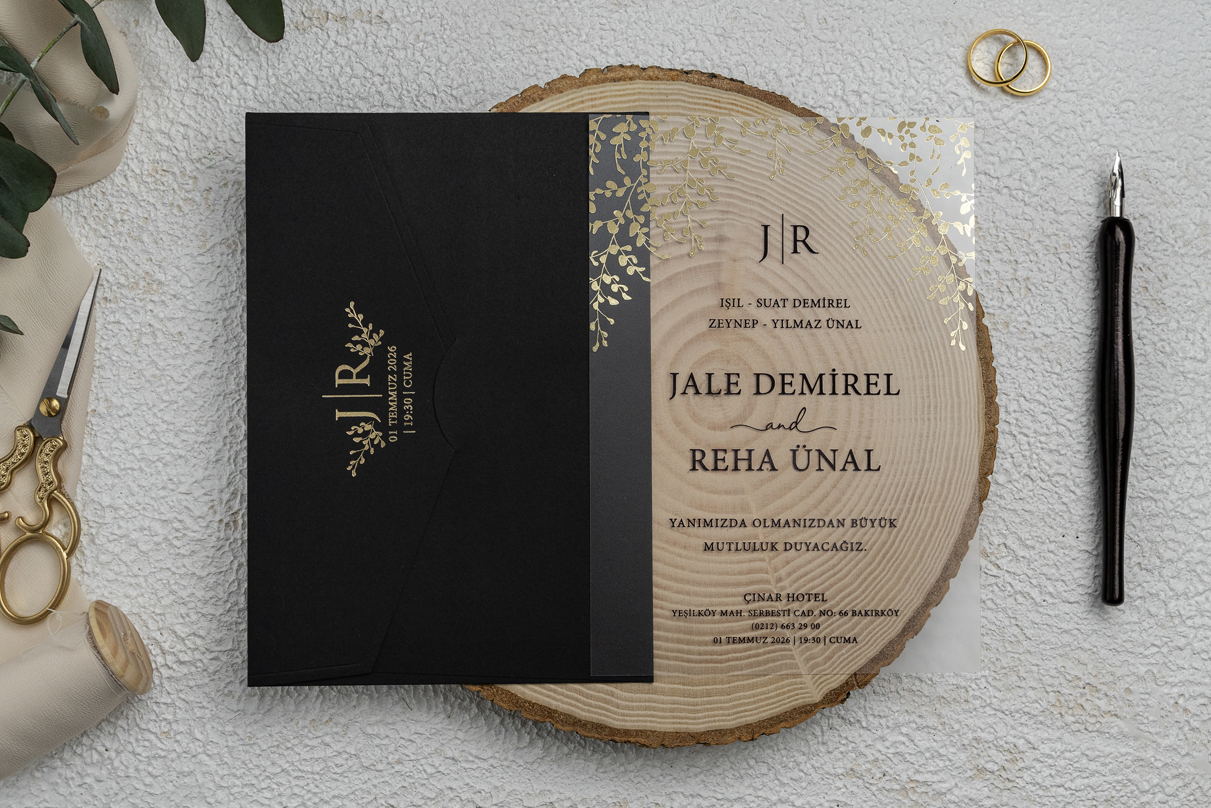 J|R
01 TEMMUZ 2026
| 19:30 | CUMA
J|R
IŞIL - SUAT DEMİREL
ZEYNEP - YILMAZ ÜNAL
JALE DEMİREL
and
REHA ÜNAL
YANIMIZDA OLMANIZDAN BÜYÜK
MUTLULUK DUYACAĞIZ.
ÇINAR HOTEL
YEŞİLKÖY MAH. SERBESTİ CAD. NO: 66 BAKIRKÖY
(0212) 663 29 00
01 TEMMUZ 2026 | 19:30 | CUMA